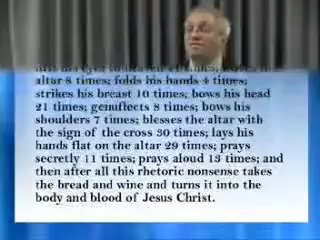 altar 8 times; folds his hands 4 times;
strikes his breast 10 times; bows his head
21 times; genuflects 8 times; bows his
shoulders 7 times; blesses the altar with
the sign of the cross 30 times; lays his
hands flat on the altar 29 times; prays
secretly 11 times; prays aloud 13 times; and
then after all this rhetoric nonsense takes
the bread and wine and turns it into the
body and blood of Jesus Christ.